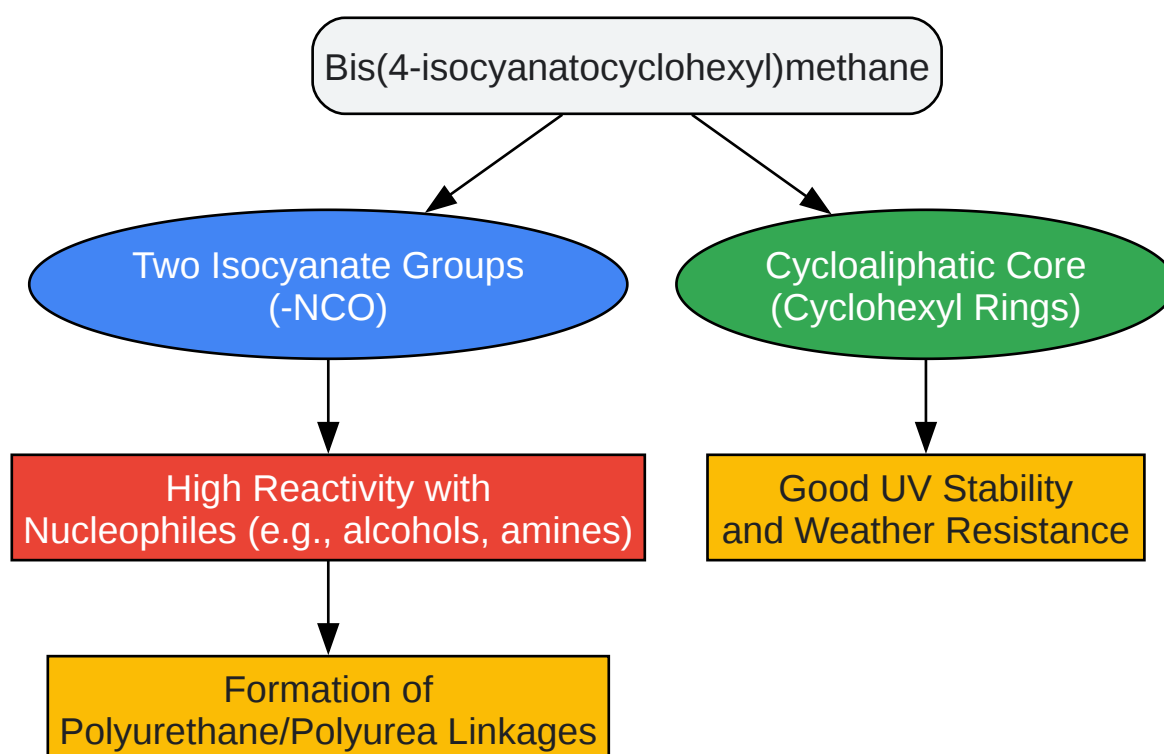 Bis(4-isocyanatocyclohexyl)methane
Two Isocyanate Groups
(-NCO)
Cycloaliphatic Core
(Cyclohexyl Rings)
High Reactivity with
Nucleophiles (e.g., alcohols, amines)
Good UV Stability
and Weather Resistance
Formation of
Polyurethane/Polyurea Linkages